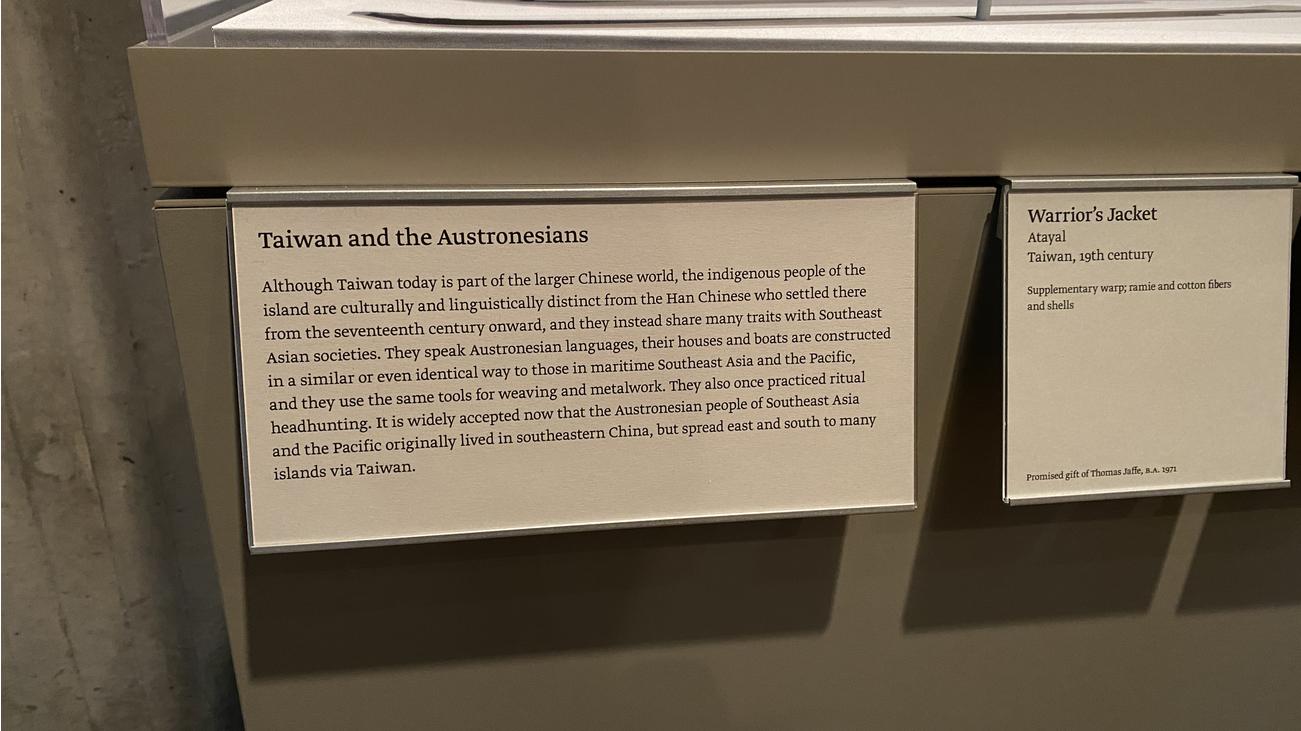 Taiwan and the Austronesians
Although Taiwan today is part of the larger Chinese world, the indigenous people of the
island are culturally and linguistically distinct from the Han Chinese who settled there
from the seventeenth century onward, and they instead share many traits with Southeast
Asian societies. They speak Austronesian languages, their houses and boats are constructed
in a similar or even identical way to those in maritime Southeast Asia and the Pacific,
and they use the same tools for weaving and metalwork. They also once practiced ritual
headhunting. It is widely accepted now that the Austronesian people of Southeast Asia
and the Pacific originally lived in southeastern China, but spread east and south to many
islands via Taiwan.
Warrior’s Jacket
Atayal
Taiwan, 19th century
Supplementary warp; ramie and cotton fibers
and shells
Promised gift of Thomas Jaffe, B.A. 1971